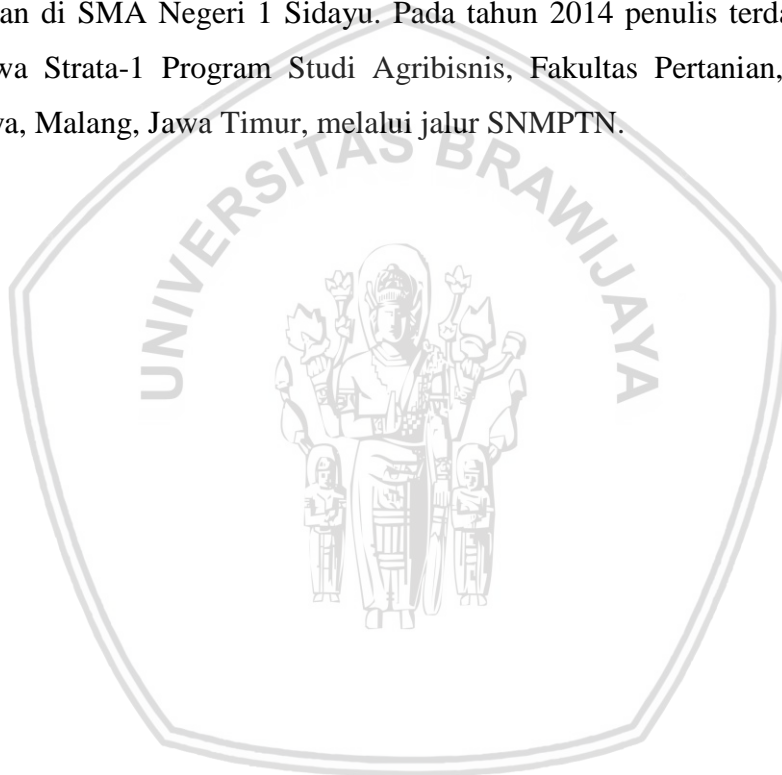 an di SMA Negeri 1 Sidayu. Pada tahun 2014 penulis terda
wa Strata-1 Program Studi Agribisnis, Fakultas Pertanian,
ya, Malang, Jawa Timur, melalui jalur SNMPTN.
UNIVERSITAS BRAWIJAYA